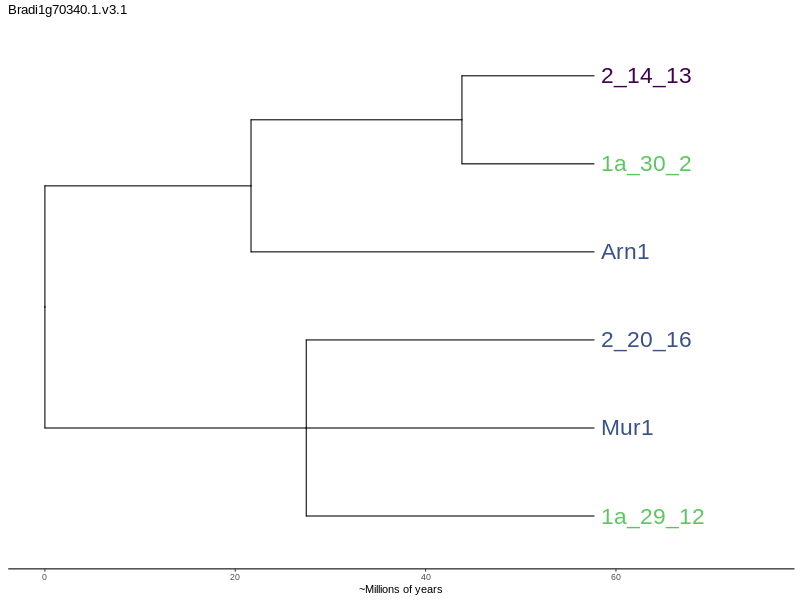 Bradi1g70340.1.v3.1
2_14_13
1a_30_2
Arn1
2_20_16
Mur1
1a_29_12
0 20 40 60
~Millions of years